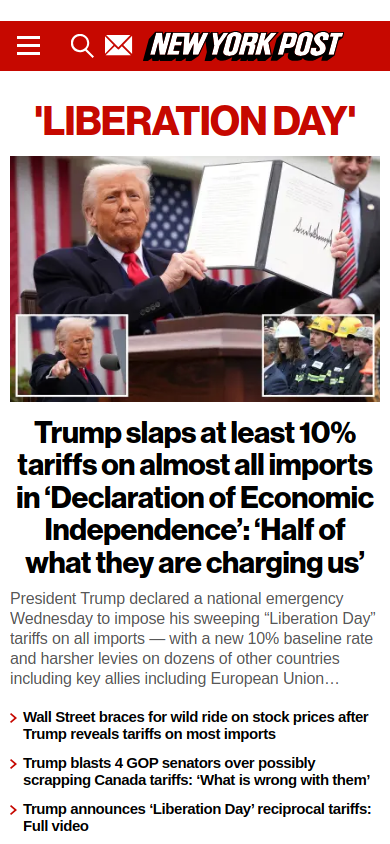 NEW YORK POST
'LIBERATION DAY'
Trump slaps at least 10%
tariffs on almost all imports
in ‘Declaration of Economic
Independence’: ‘Half of
what they are charging us’
President Trump declared a national emergency
Wednesday to impose his sweeping “Liberation Day”
tariffs on all imports — with a new 10% baseline rate
and harsher levies on dozens of other countries
including key allies including European Union…
Wall Street braces for wild ride on stock prices after
Trump reveals tariffs on most imports
Trump blasts 4 GOP senators over possibly
scrapping Canada tariffs: ‘What is wrong with them’
Trump announces ‘Liberation Day’ reciprocal tariffs:
Full video